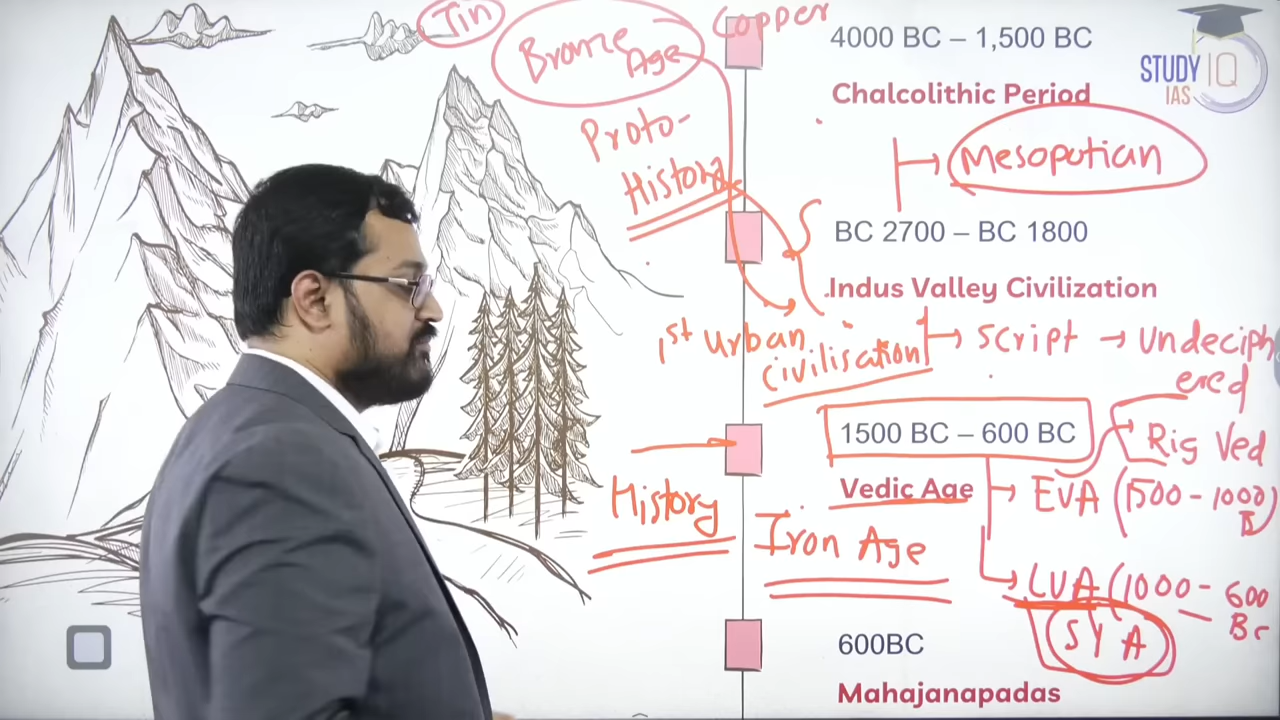 Tin
Bronze
Age
Copper
4000 BC – 1,500 BC
Chalcolithic Period
STUDY IQ
IAS
Proto-
History
Mesopotian
BC 2700 – BC 1800
Indus Valley Civilization
1st Urban
civilisation
script → undeciph
ered
1500 BC – 600 BC
Rig Ved
Vedic Age
EVA (1500 - 1000)
History
Iron Age
LVA (1000 - 600
BC
S Y A
600BC
Mahajanapadas